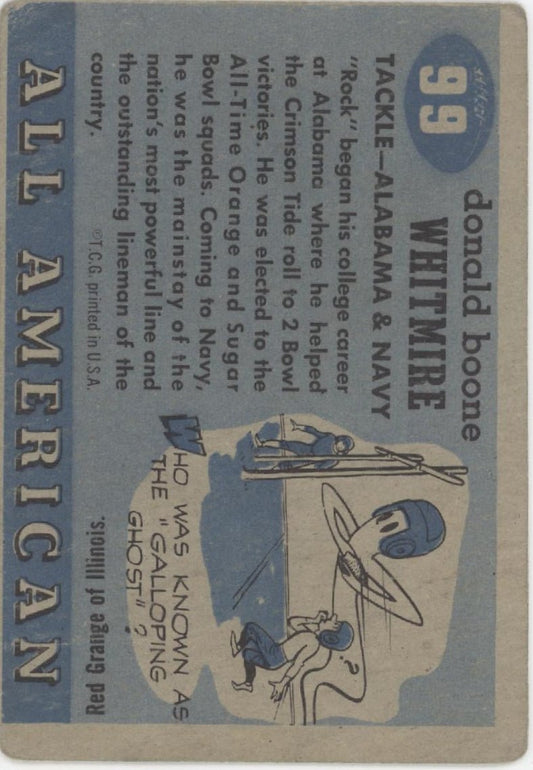 99
donald boone
WHITMIRE
TACKLE—ALABAMA & NAVY
"Rock" began his college career
at Alabama where he helped
the Crimson Tide roll to 2 Bowl
victories. He was elected to the
All-Time Orange and Sugar
Bowl squads. Coming to Navy,
he was the mainstay of the
nation's most powerful line and
the outstanding lineman of the
country.
©T.C.G. printed in U.S.A.
?
WHO WAS KNOWN AS
THE "GALLOPING
GHOST"?
Red Grange of Illinois.
ALL AMERICAN